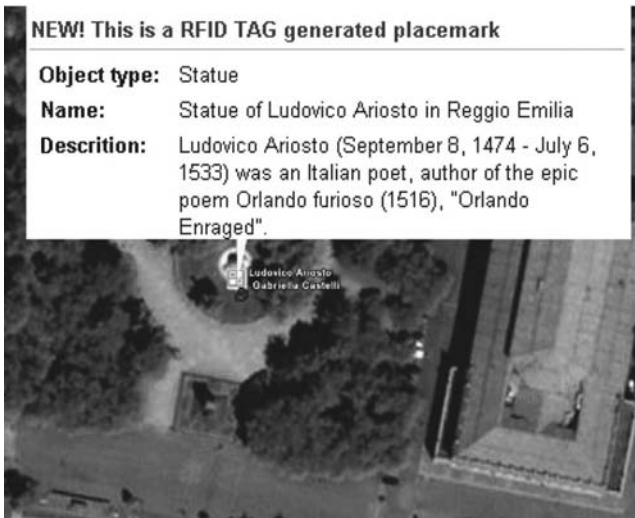 NEW! This is a RFID TAG generated placemark
Object type: Statue
Name: Statue of Ludovico Ariosto in Reggio Emilia
Descrition: Ludovico Ariosto (September 8, 1474 - July 6,
1533) was an Italian poet, author of the epic
poem Orlando furioso (1516), "Orlando
Enraged".
Ludovico Ariosto
Gabriella Castelli